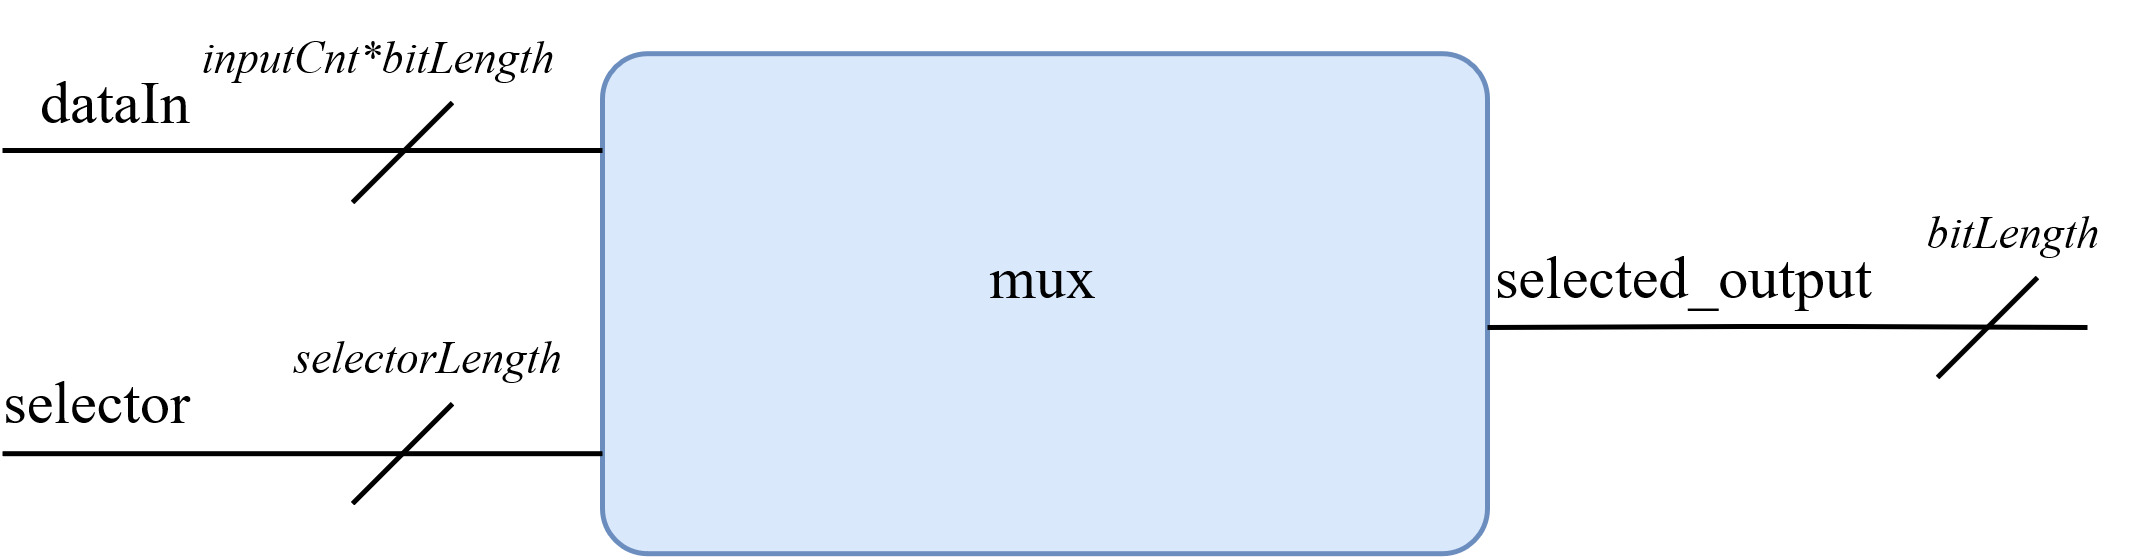 inputCnt*bitLength
dataIn
mux
selectorLength
selector
bitLength
selected_output